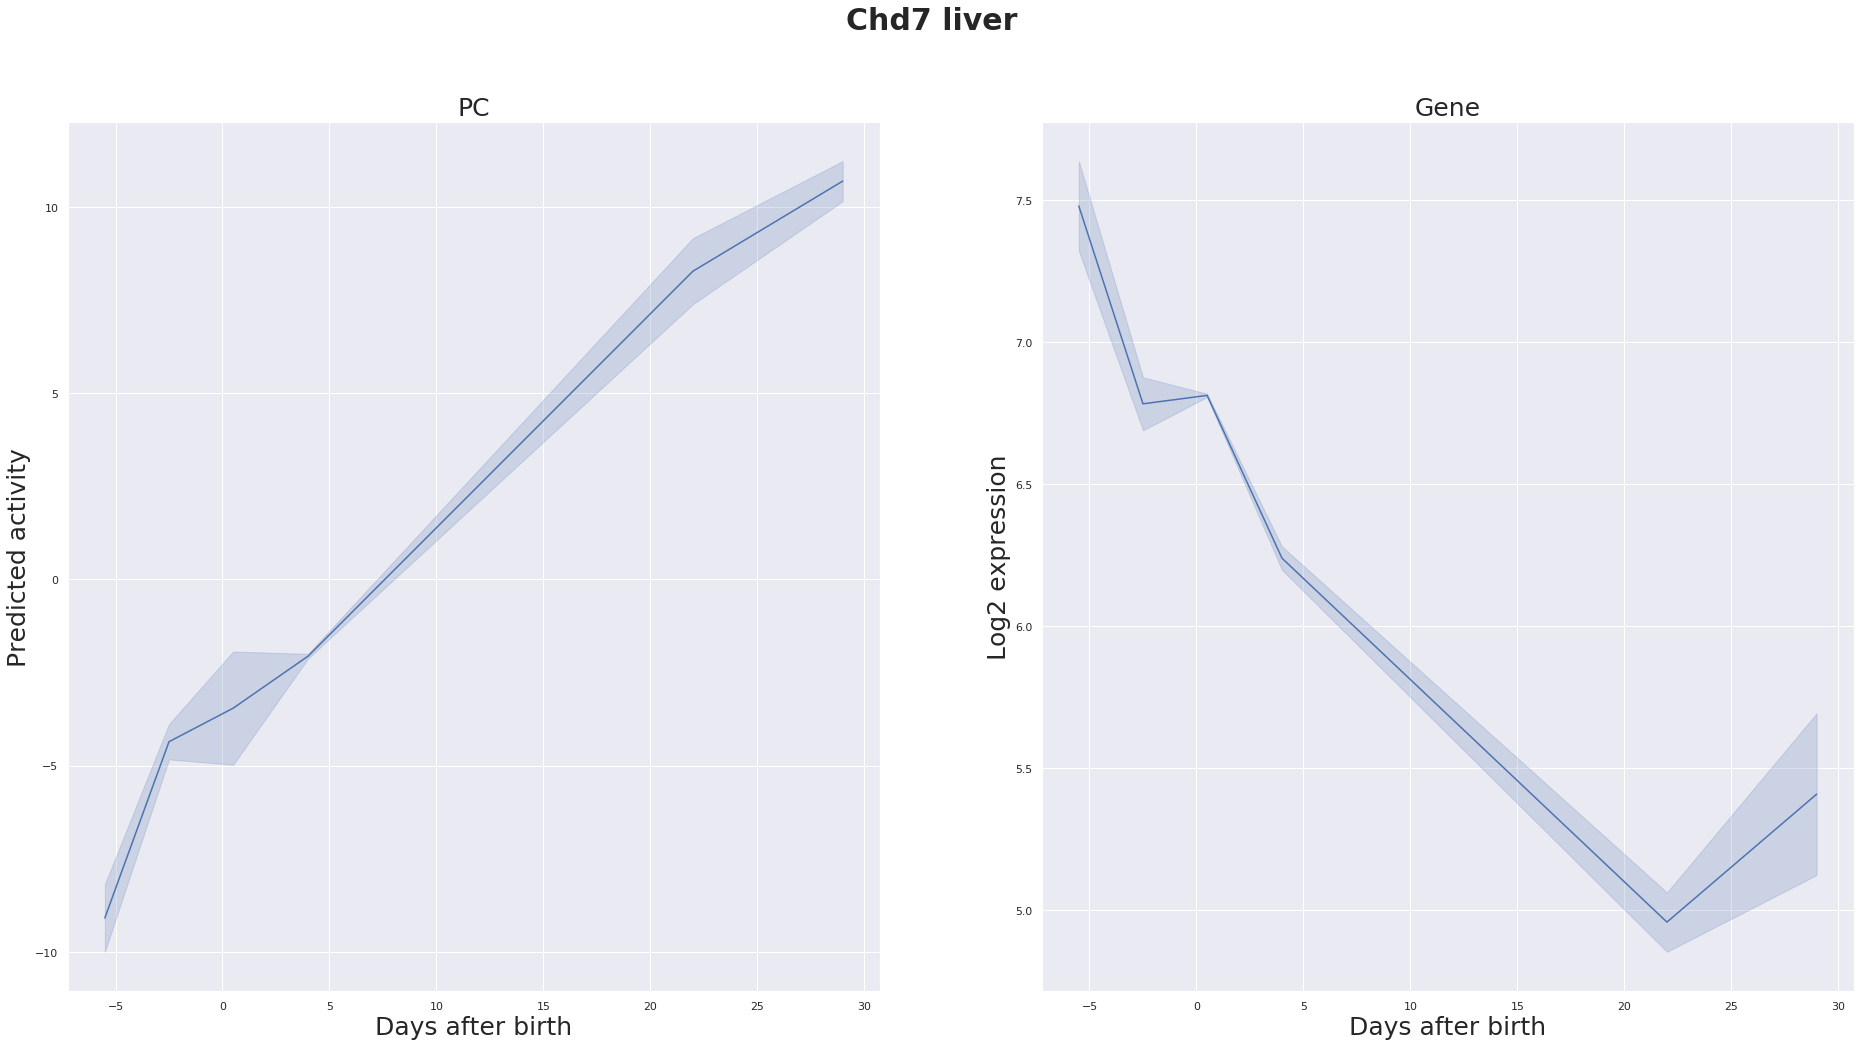 Chd7 liver
PC
Predicted activity
10
5
0
−5
−10
−5 0 5 10 15 20 25 30
Days after birth
Gene
Log2 expression
7.5
7.0
6.5
6.0
5.5
5.0
−5 0 5 10 15 20 25 30
Days after birth